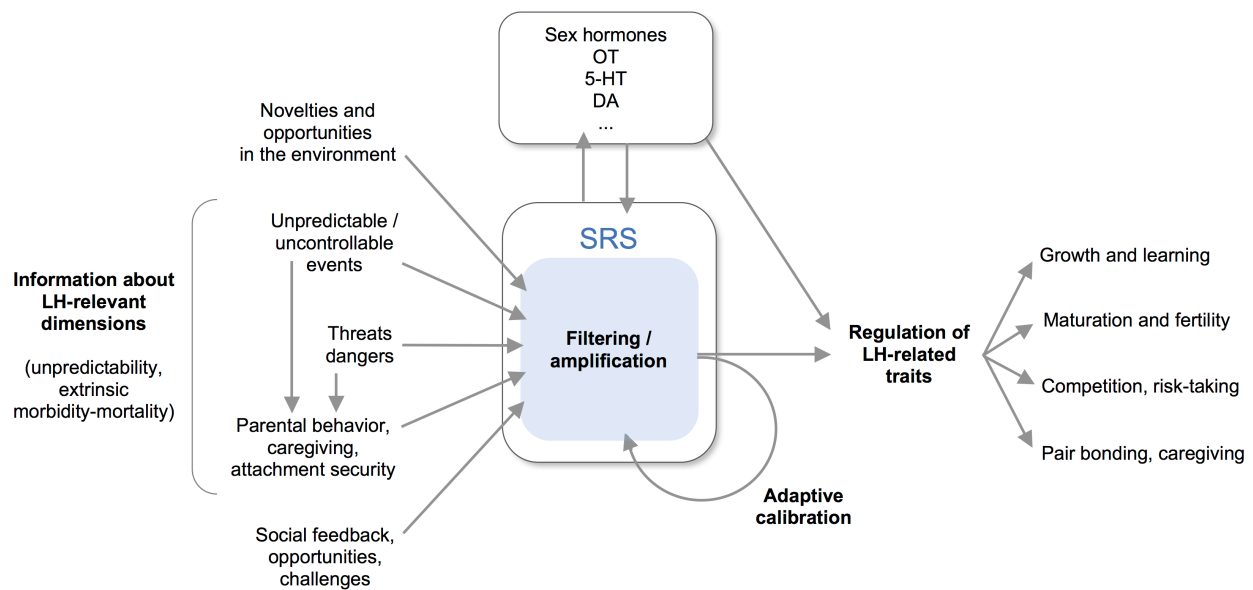 Sex hormones
OT
5-HT
DA
...
Novelties and
opportunities
in the environment
Unpredictable /
uncontrollable
events
Information about
LH-relevant
dimensions
(unpredictability,
extrinsic
morbidity-mortality)
Threats
dangers
Parental behavior,
caregiving,
attachment security
Social feedback,
opportunities,
challenges
SRS
Filtering /
amplification
Adaptive
calibration
Regulation of
LH-related
traits
Growth and learning
Maturation and fertility
Competition, risk-taking
Pair bonding, caregiving